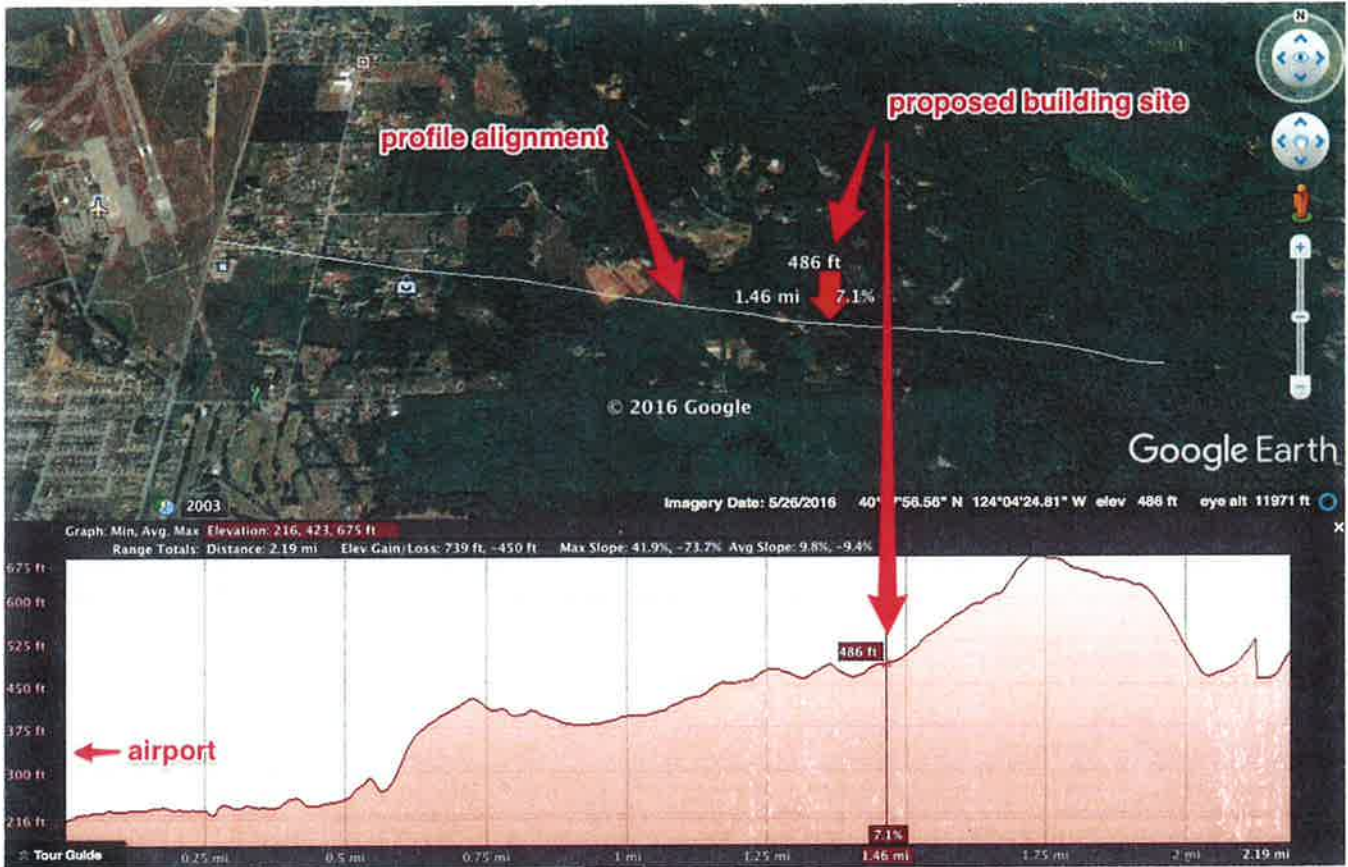 N
proposed building site
profile alignment
486 ft
1.46 mi 7.1%
© 2016 Google
Google Earth
2003
Imagery Date: 5/26/2016 124°04'24.81" W elev 486 ft eye alt 11971 ft
Graph: Min, Avg, Max Elevation: 216, 423, 675 ft
Range Totals: Distance: 2.19 mi Elev Gain/Loss: 739 ft, -450 ft Max Slope: 41.9%, -73.7% Avg Slope: 9.8%, -9.4%
675 ft
600 ft
525 ft
486 ft
450 ft
375 ft
airport
300 ft
216 ft
7.1%
Tour Guide 0.25 mi 0.5 mi 0.75 mi 1 mi 1.46 mi 1.75 mi 2 mi 2.19 mi